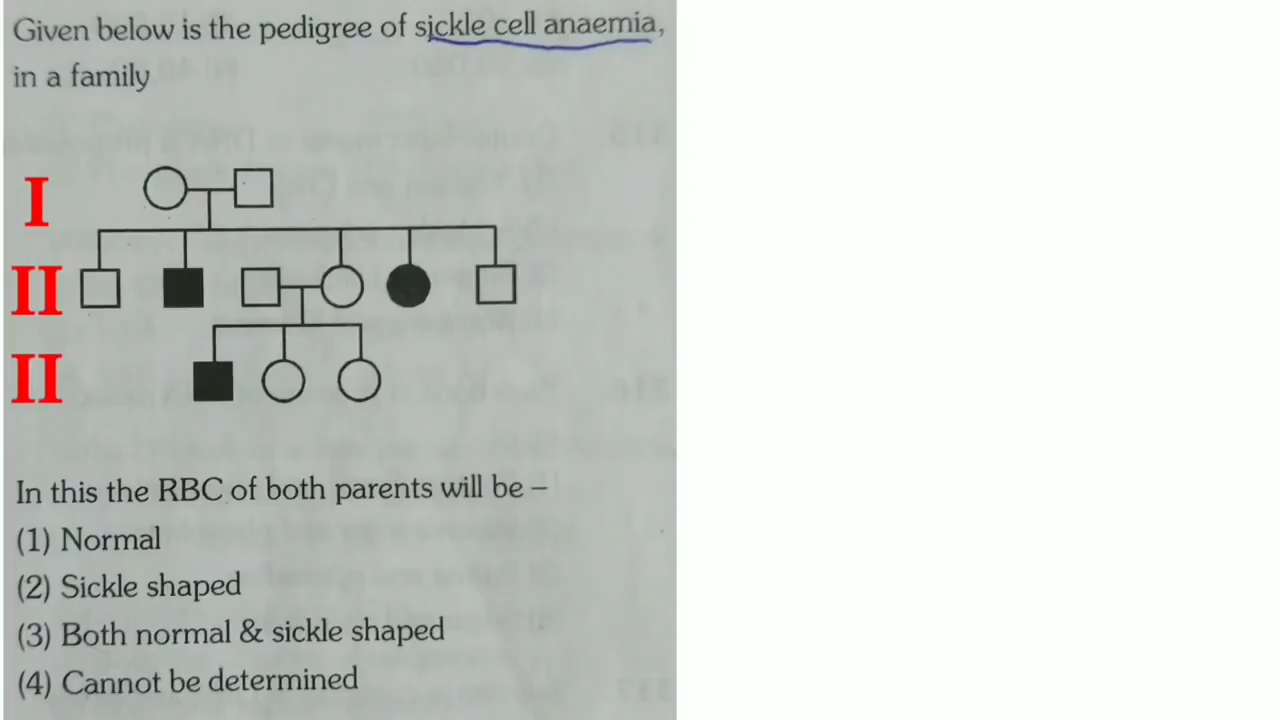 Given below is the pedigree of sickle cell anaemia,
in a family
I
II
II
In this the RBC of both parents will be –
(1) Normal
(2) Sickle shaped
(3) Both normal & sickle shaped
(4) Cannot be determined